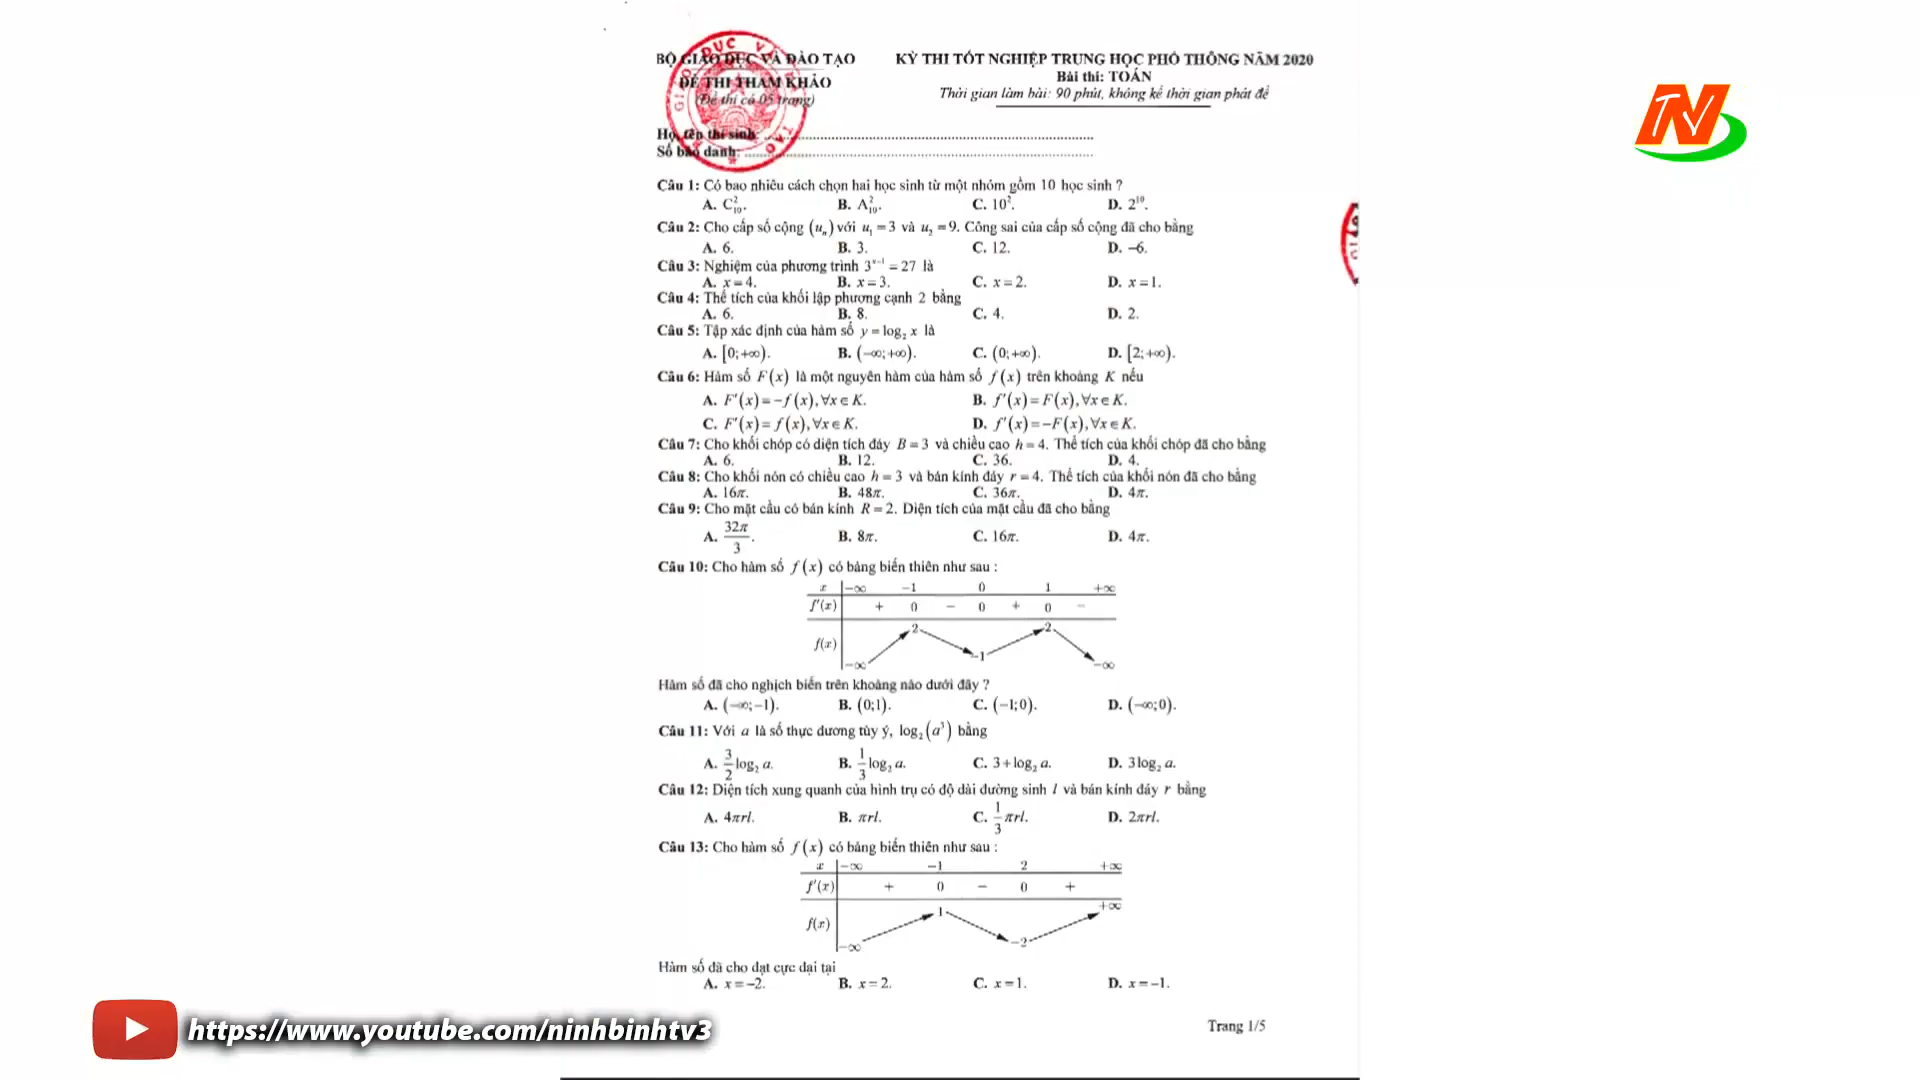 BỘ GIÁO DỤC VÀ ĐÀO TẠO
ĐỀ THI THAM KHẢO
(Đề thi có 05 trang)
KỲ THI TỐT NGHIỆP TRUNG HỌC PHỔ THÔNG NĂM 2020
Bài thi: TOÁN
Thời gian làm bài: 90 phút, không kể thời gian phát đề
Họ, tên thí sinh:
Số báo danh:
Câu 1: Có bao nhiêu cách chọn hai học sinh từ một nhóm gồm 10 học sinh ?
A. C₁₀². B. A₁₀². C. 10². D. 2¹⁰.
Câu 2: Cho cấp số cộng (uₙ) với u₁ = 3 và u₂ = 9. Công sai của cấp số cộng đã cho bằng
A. 6. B. 3. C. 12. D. −6.
Câu 3: Nghiệm của phương trình 3ˣ⁻¹ = 27 là
A. x = 4. B. x = 3. C. x = 2. D. x = 1.
Câu 4: Thể tích của khối lập phương cạnh 2 bằng
A. 6. B. 8. C. 4. D. 2.
Câu 5: Tập xác định của hàm số y = log₂ x là
A. [0; +∞). B. (−∞; +∞). C. (0; +∞). D. [2; +∞).
Câu 6: Hàm số F(x) là một nguyên hàm của hàm số f(x) trên khoảng K nếu
A. F'(x) = −f(x), ∀x ∈ K. B. f'(x) = F(x), ∀x ∈ K.
C. F'(x) = f(x), ∀x ∈ K. D. f'(x) = −F(x), ∀x ∈ K.
Câu 7: Cho khối chóp có diện tích đáy B = 3 và chiều cao h = 4. Thể tích của khối chóp đã cho bằng
A. 6. B. 12. C. 36. D. 4.
Câu 8: Cho khối nón có chiều cao h = 3 và bán kính đáy r = 4. Thể tích của khối nón đã cho bằng
A. 16π. B. 48π. C. 36π. D. 4π.
Câu 9: Cho mặt cầu có bán kính R = 2. Diện tích của mặt cầu đã cho bằng
A. 32π/3. B. 8π. C. 16π. D. 4π.
Câu 10: Cho hàm số f(x) có bảng biến thiên như sau :
x −∞ −1 0 1 +∞
f'(x) + 0 − 0 + 0 −
f(x) −∞ 2 −1 2 −∞
Hàm số đã cho nghịch biến trên khoảng nào dưới đây ?
A. (−∞; −1). B. (0;1). C. (−1;0). D. (−∞;0).
Câu 11: Với a là số thực dương tùy ý, log₂(a³) bằng
A. 3/2 log₂ a. B. 1/3 log₂ a. C. 3 + log₂ a. D. 3log₂ a.
Câu 12: Diện tích xung quanh của hình trụ có độ dài đường sinh l và bán kính đáy r bằng
A. 4πrl. B. πrl. C. 1/3 πrl. D. 2πrl.
Câu 13: Cho hàm số f(x) có bảng biến thiên như sau :
x −∞ −1 2 +∞
f'(x) + 0 − 0 +
f(x) −∞ 1 −2 +∞
Hàm số đã cho đạt cực đại tại
A. x = −2. B. x = 2. C. x = 1. D. x = −1.
Trang 1/5
https://www.youtube.com/ninhbinhtv3